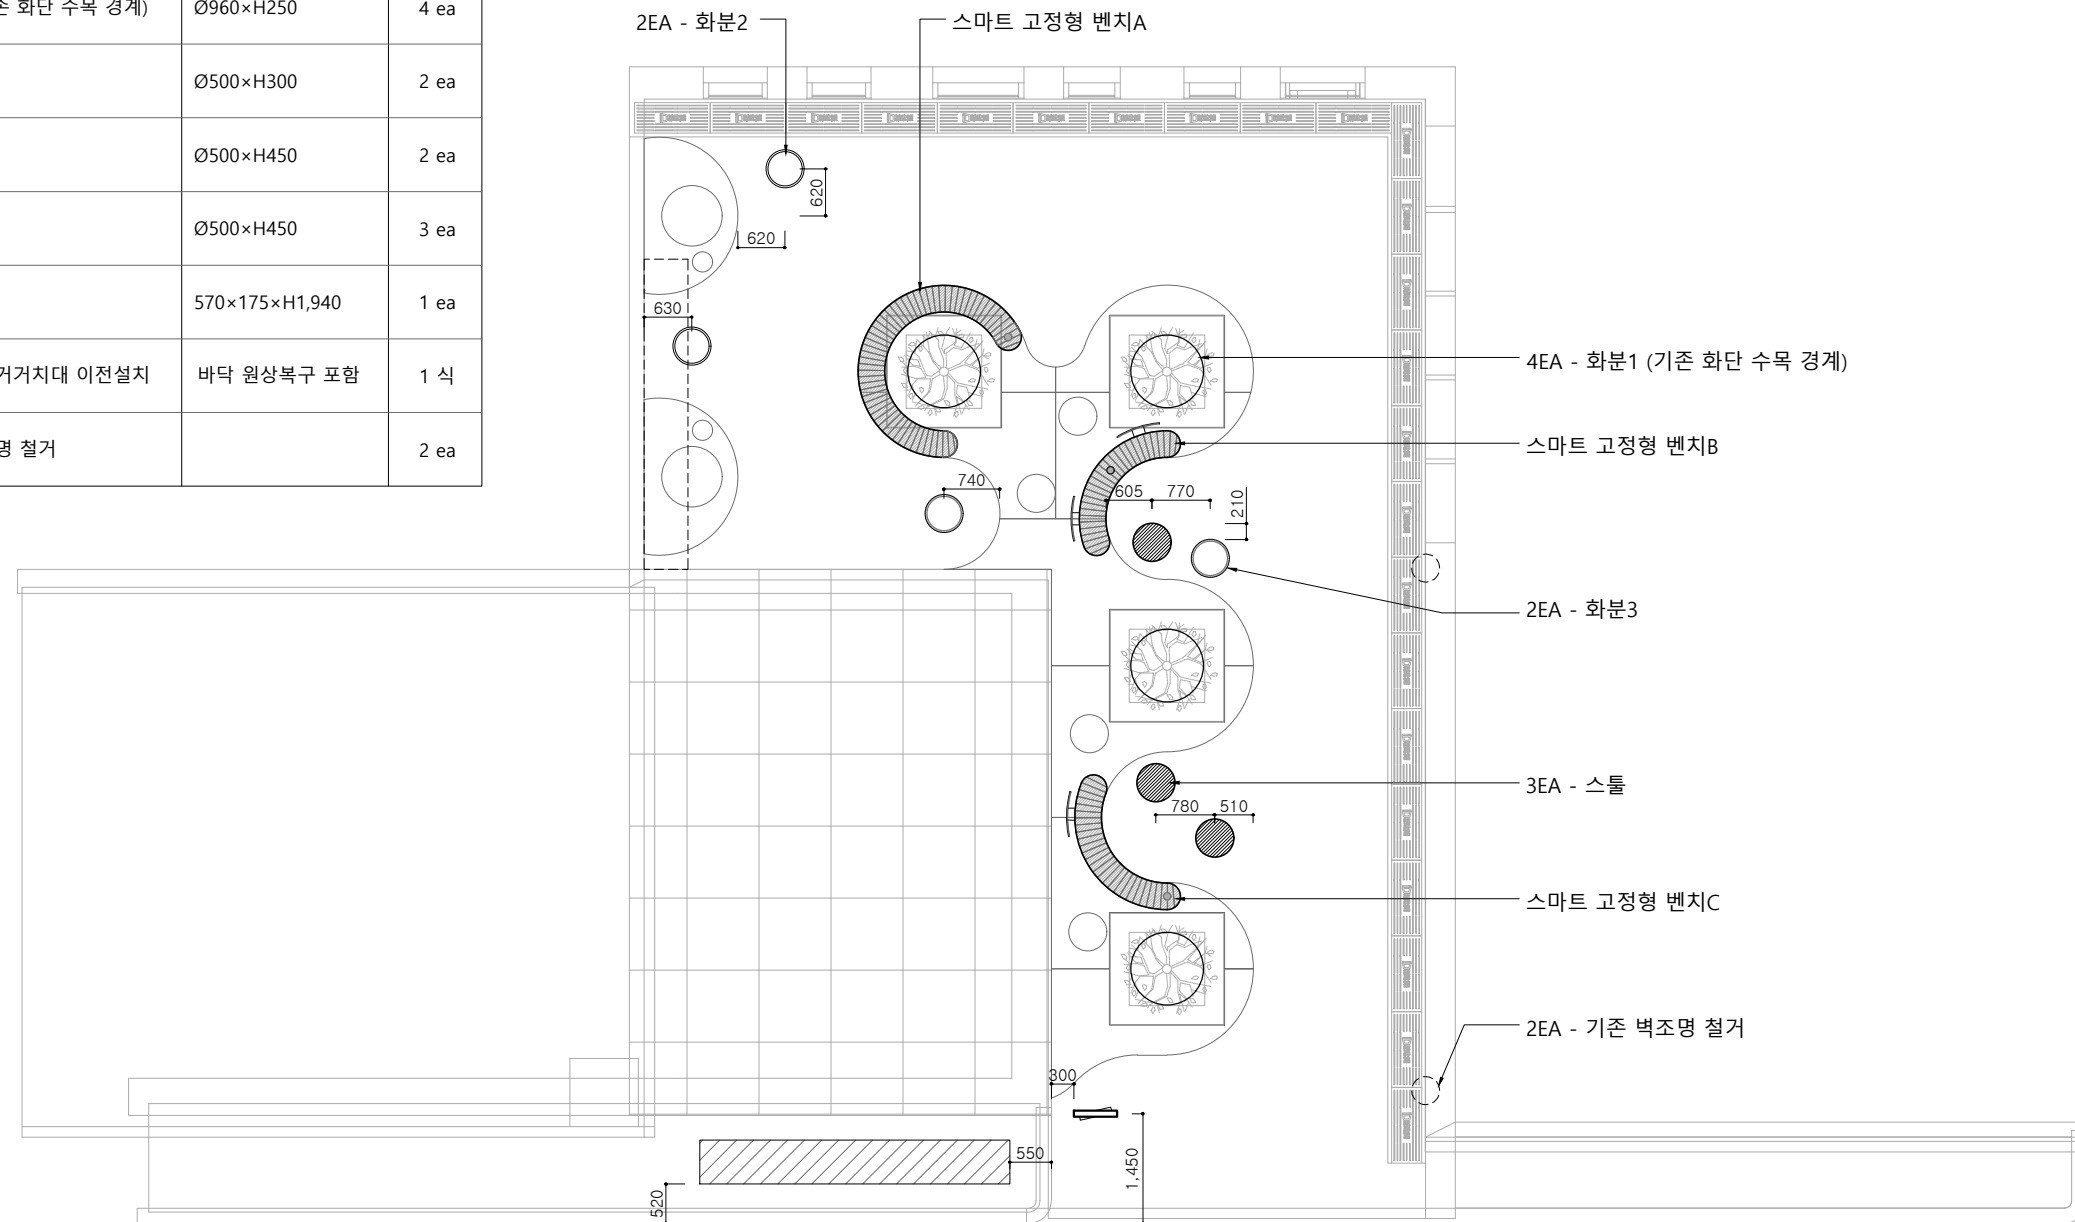 화단 수목 경계) Ø960×H250 4 ea
Ø500×H300 2 ea
Ø500×H450 2 ea
Ø500×H450 3 ea
570×175×H1,940 1 ea
거치대 이전설치 바닥 원상복구 포함 1 식
철거 2 ea
2EA - 화분2
스마트 고정형 벤치A
620
620
630
4EA - 화분1 (기존 화단 수목 경계)
스마트 고정형 벤치B
740
605
770
210
2EA - 화분3
3EA - 스툴
780
510
스마트 고정형 벤치C
2EA - 기존 벽조명 철거
300
550
1,450
520